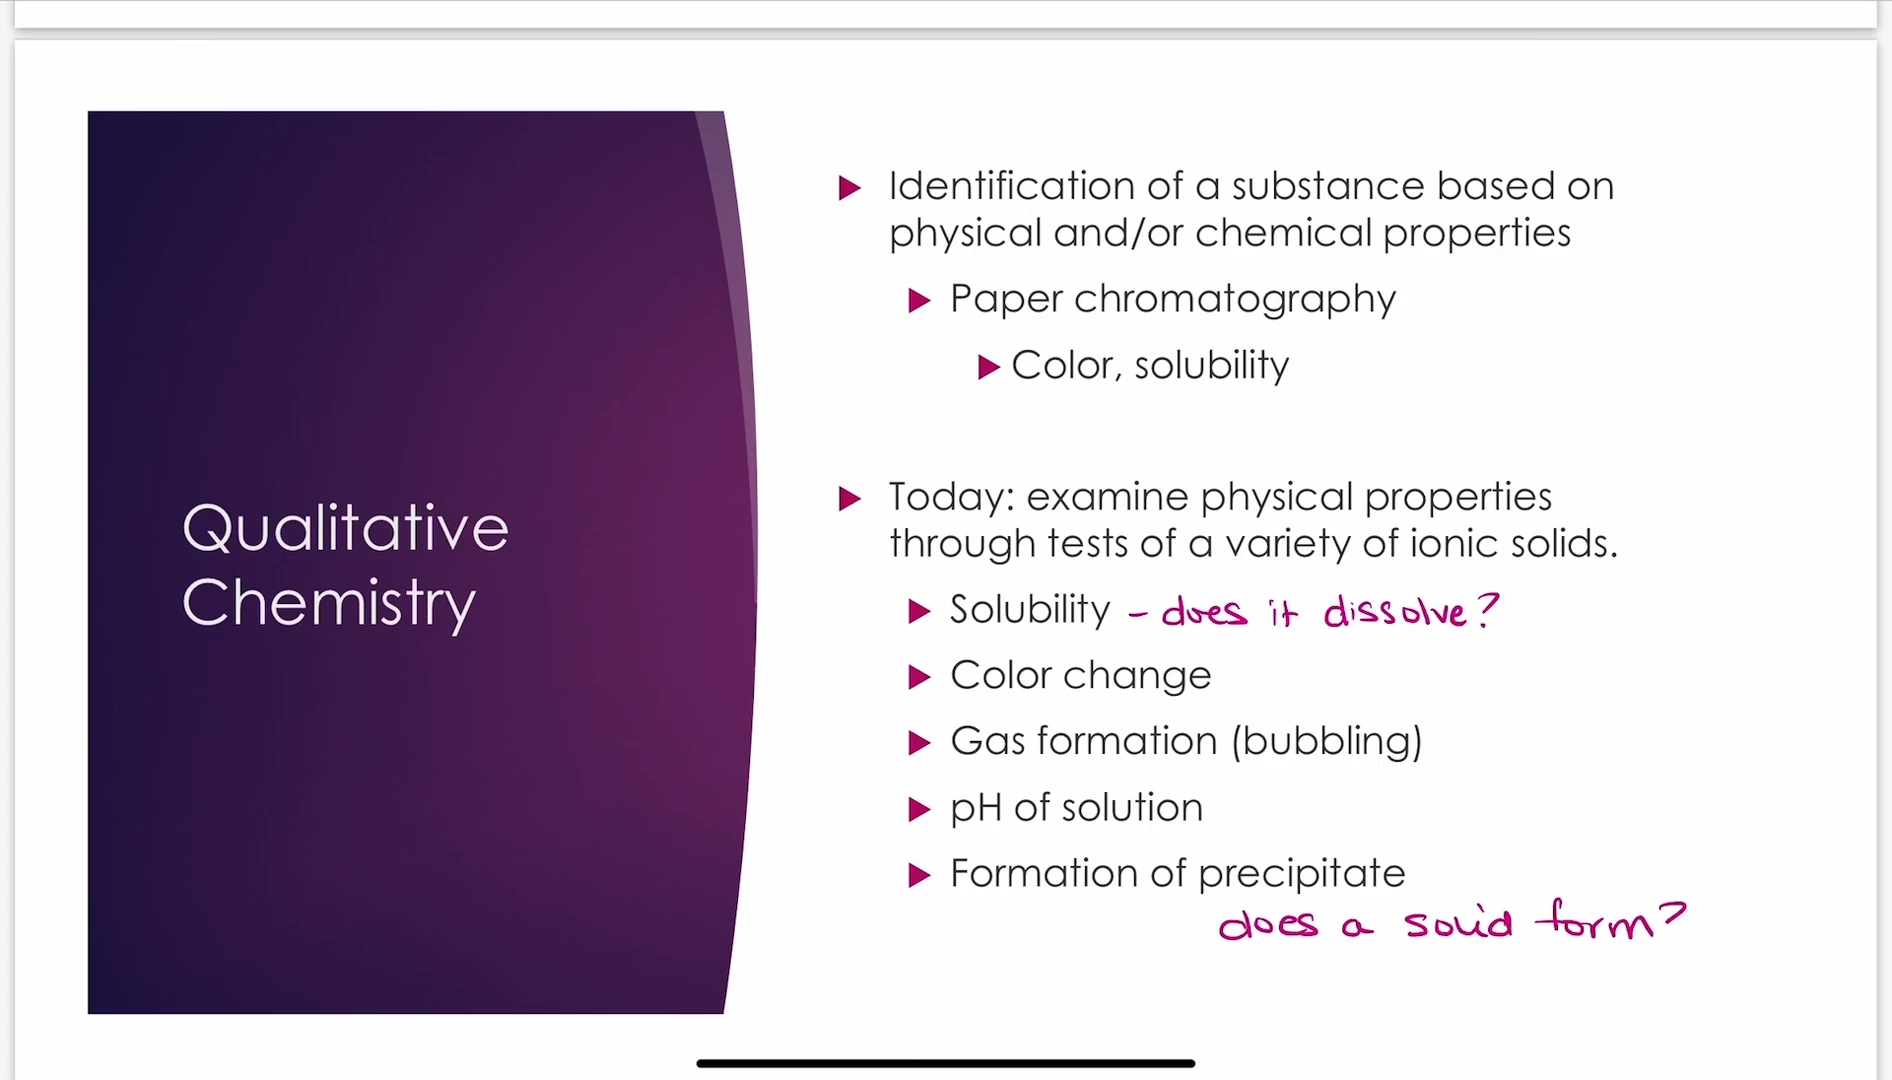 Qualitative
Chemistry
Identification of a substance based on
physical and/or chemical properties
Paper chromatography
Color, solubility
Today: examine physical properties
through tests of a variety of ionic solids.
Solubility - does it dissolve?
Color change
Gas formation (bubbling)
pH of solution
Formation of precipitate
does a solid form?